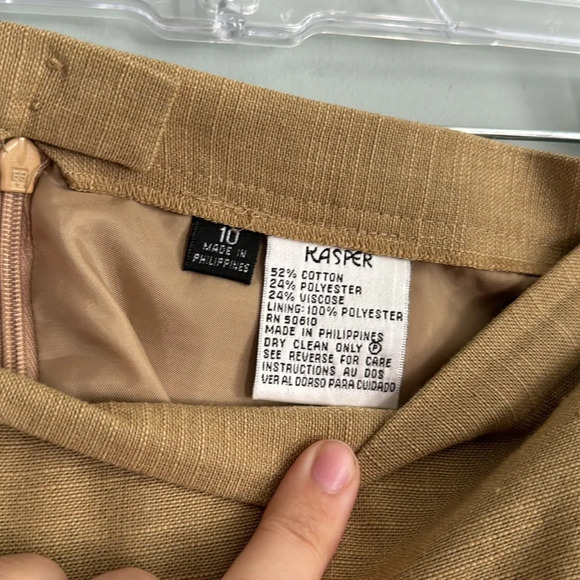 10
MADE IN
PHILIPPINES
KASPER
52% COTTON
24% POLYESTER
24% VISCOSE
LINING: 100% POLYESTER
RN 50610
MADE IN PHILIPPINES
DRY CLEAN ONLY Ⓟ
SEE REVERSE FOR CARE
INSTRUCTIONS AU DOS
VER AL DORSO PARA CUIDADO